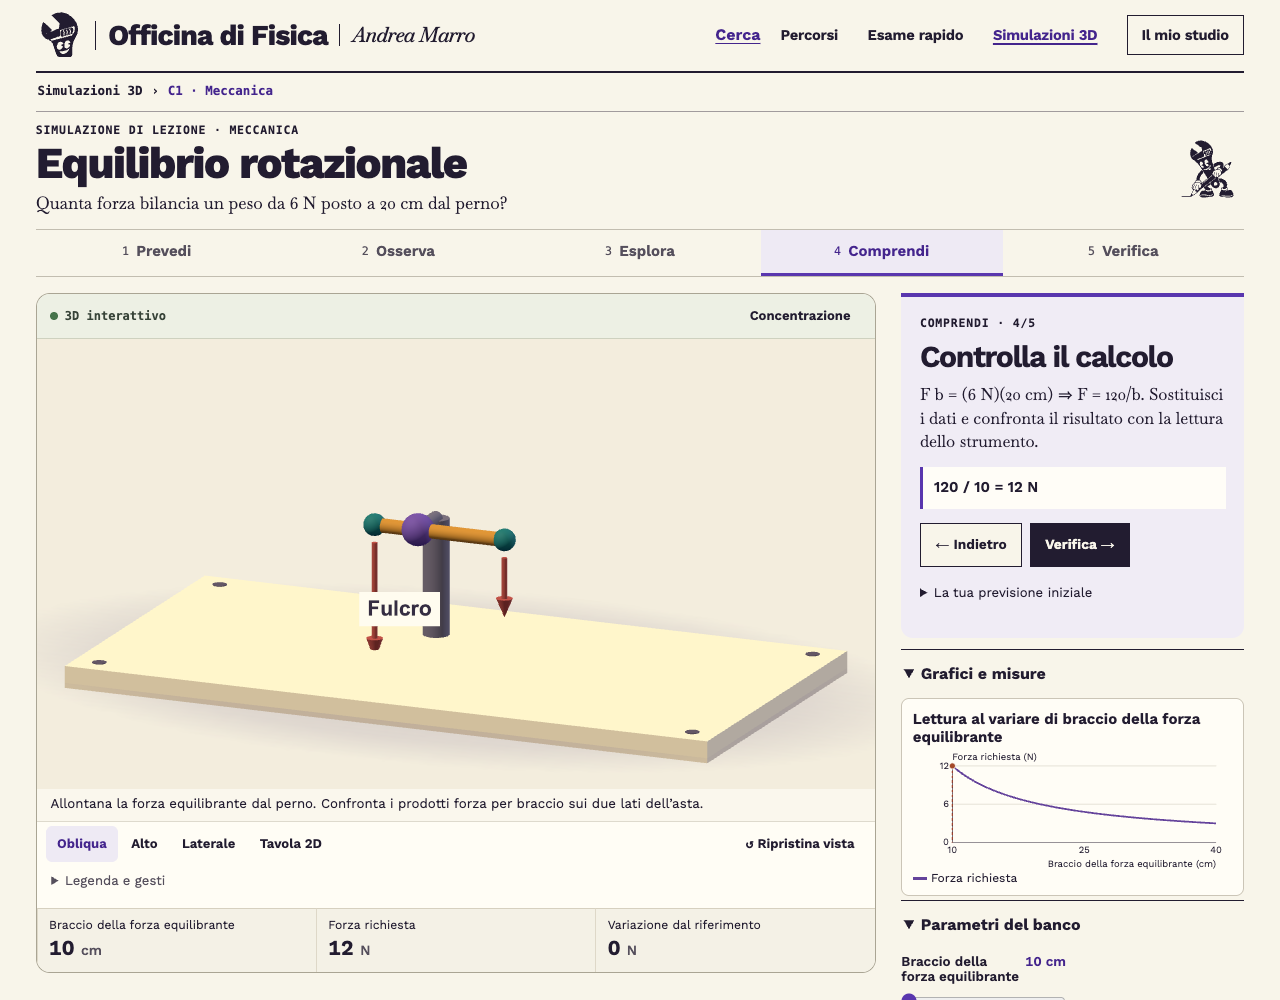 Officina di Fisica
Andrea Marro
Cerca
Percorsi
Esame rapido
Simulazioni 3D
Il mio studio
Simulazioni 3D › C1 · Meccanica
SIMULAZIONE DI LEZIONE · MECCANICA
Equilibrio rotazionale
Quanta forza bilancia un peso da 6 N posto a 20 cm dal perno?
1 Prevedi
2 Osserva
3 Esplora
4 Comprendi
5 Verifica
3D interattivo
Concentrazione
Fulcro
Allontana la forza equilibrante dal perno. Confronta i prodotti forza per braccio sui due lati dell’asta.
Obliqua
Alto
Laterale
Tavola 2D
↺ Ripristina vista
▶ Legenda e gesti
Braccio della forza equilibrante
10 cm
Forza richiesta
12 N
Variazione dal riferimento
0 N
COMPRENDI · 4/5
Controlla il calcolo
F b = (6 N)(20 cm) ⇒ F = 120/b. Sostituisci
i dati e confronta il risultato con la lettura
dello strumento.
120 / 10 = 12 N
← Indietro
Verifica →
▶ La tua previsione iniziale
▼ Grafici e misure
Lettura al variare di braccio della forza
equilibrante
Forza richiesta (N)
12
6
0
10
25
40
Braccio della forza equilibrante (cm)
Forza richiesta
▼ Parametri del banco
Braccio della
forza equilibrante
10 cm